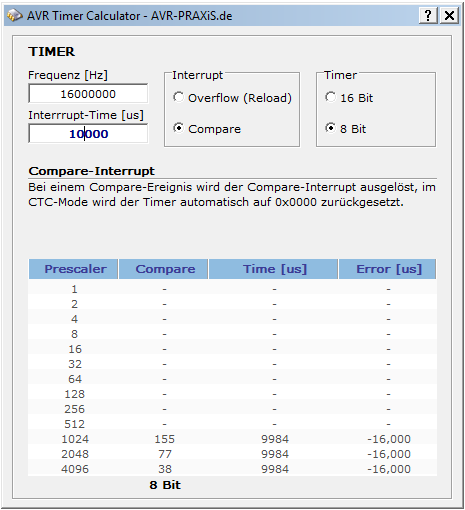 AVR Timer Calculator - AVR-PRAXiS.de
TIMER
Frequenz [Hz]
16000000
Interrrupt-Time [us]
10000
Interrupt
Overflow (Reload)
Compare
Timer
16 Bit
8 Bit
Compare-Interrupt
Bei einem Compare-Ereignis wird der Compare-Interrupt ausgelöst, im
CTC-Mode wird der Timer automatisch auf 0x0000 zurückgesetzt.
Prescaler Compare Time [us] Error [us]
1 - - -
2 - - -
4 - - -
8 - - -
16 - - -
32 - - -
64 - - -
128 - - -
256 - - -
512 - - -
1024 155 9984 -16,000
2048 77 9984 -16,000
4096 38 9984 -16,000
8 Bit